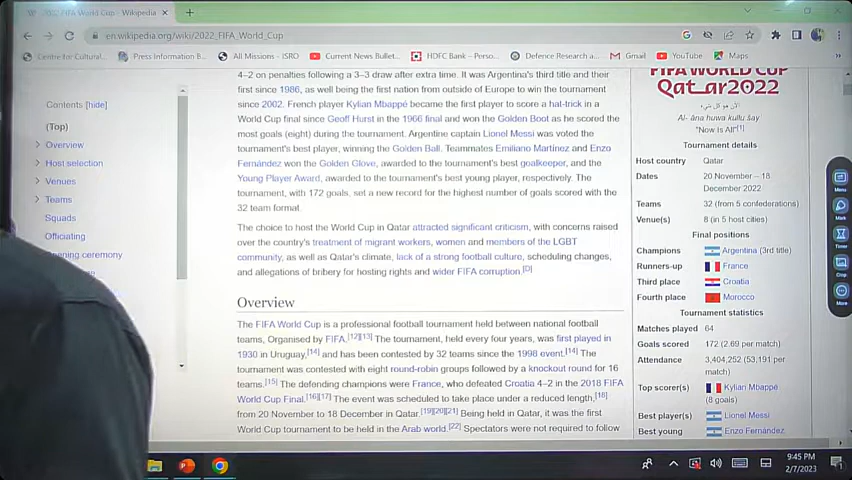 2022 FIFA World Cup - Wikipedia
en.wikipedia.org/wiki/2022_FIFA_World_Cup
Centre for Cultural...
Press Information B...
All Missions - ISRO
Current News Bullet...
HDFC Bank – Perso...
Defence Research a...
Gmail
YouTube
Maps
Contents [hide]
(Top)
Overview
Host selection
Venues
Teams
Squads
Officiating
ening ceremony
4–2 on penalties following a 3–3 draw after extra time. It was Argentina's third title and their
first since 1986, as well being the first nation from outside of Europe to win the tournament
since 2002. French player Kylian Mbappé became the first player to score a hat-trick in a
World Cup final since Geoff Hurst in the 1966 final and won the Golden Boot as he scored the
most goals (eight) during the tournament. Argentine captain Lionel Messi was voted the
tournament's best player, winning the Golden Ball. Teammates Emiliano Martínez and Enzo
Fernández won the Golden Glove, awarded to the tournament's best goalkeeper, and the
Young Player Award, awarded to the tournament's best young player, respectively. The
tournament, with 172 goals, set a new record for the highest number of goals scored with the
32 team format.
The choice to host the World Cup in Qatar attracted significant criticism, with concerns raised
over the country's treatment of migrant workers, women and members of the LGBT
community, as well as Qatar's climate, lack of a strong football culture, scheduling changes,
and allegations of bribery for hosting rights and wider FIFA corruption.[D]
Overview
The FIFA World Cup is a professional football tournament held between national football
teams, Organised by FIFA.[12][13] The tournament, held every four years, was first played in
1930 in Uruguay,[14] and has been contested by 32 teams since the 1998 event.[14] The
tournament was contested with eight round-robin groups followed by a knockout round for 16
teams.[15] The defending champions were France, who defeated Croatia 4–2 in the 2018 FIFA
World Cup Final.[16][17] The event was scheduled to take place under a reduced length,[18]
from 20 November to 18 December in Qatar.[19][20][21] Being held in Qatar, it was the first
World Cup tournament to be held in the Arab world.[22] Spectators were not required to follow
FIFA WORLD CUP
Qatar2022
الآن هو كل شيء
Al-ʾāna huwa kullu šayʾ
"Now Is All"[1]
Tournament details
Host country Qatar
Dates 20 November – 18
December 2022
Teams 32 (from 5 confederations)
Venue(s) 8 (in 5 host cities)
Final positions
Champions Argentina (3rd title)
Runners-up France
Third place Croatia
Fourth place Morocco
Tournament statistics
Matches played 64
Goals scored 172 (2.69 per match)
Attendance 3,404,252 (53,191
per match)
Top scorer(s) Kylian Mbappé
(8 goals)
Best player(s) Lionel Messi
Best young Enzo Fernández
Menu
Mark
Timer
Crop
More
9:45 PM
2/7/2023